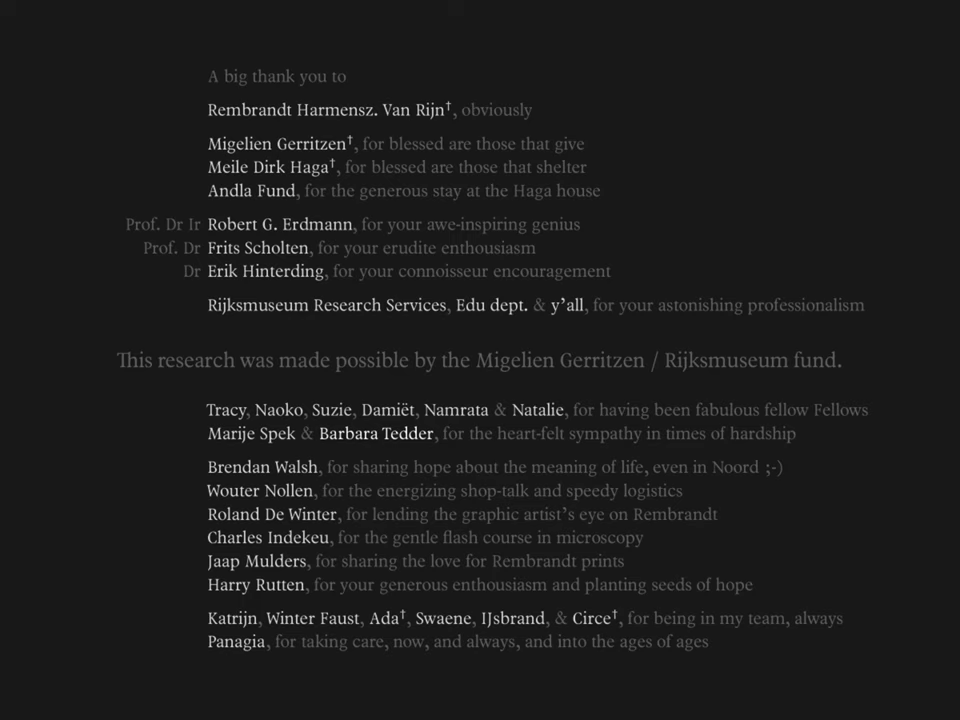 A big thank you to
Rembrandt Harmensz. Van Rijn†, obviously
Migelien Gerritzen†, for blessed are those that give
Meile Dirk Haga†, for blessed are those that shelter
Andla Fund, for the generous stay at the Haga house
Prof. Dr Ir Robert G. Erdmann, for your awe-inspiring genius
Prof. Dr Frits Scholten, for your erudite enthousiasm
Dr Erik Hinterding, for your connoisseur encouragement
Rijksmuseum Research Services, Edu dept. & y’all, for your astonishing professionalism
This research was made possible by the Migelien Gerritzen / Rijksmuseum fund.
Tracy, Naoko, Suzie, Damiët, Namrata & Natalie, for having been fabulous fellow Fellows
Marije Spek & Barbara Tedder, for the heart-felt sympathy in times of hardship
Brendan Walsh, for sharing hope about the meaning of life, even in Noord ;-)
Wouter Nollen, for the energizing shop-talk and speedy logistics
Roland De Winter, for lending the graphic artist’s eye on Rembrandt
Charles Indekeu, for the gentle flash course in microscopy
Jaap Mulders, for sharing the love for Rembrandt prints
Harry Rutten, for your generous enthousiasm and planting seeds of hope
Katrijn, Winter Faust, Ada†, Swaene, IJsbrand, & Circe†, for being in my team, always
Panagia, for taking care, now, and always, and into the ages of ages